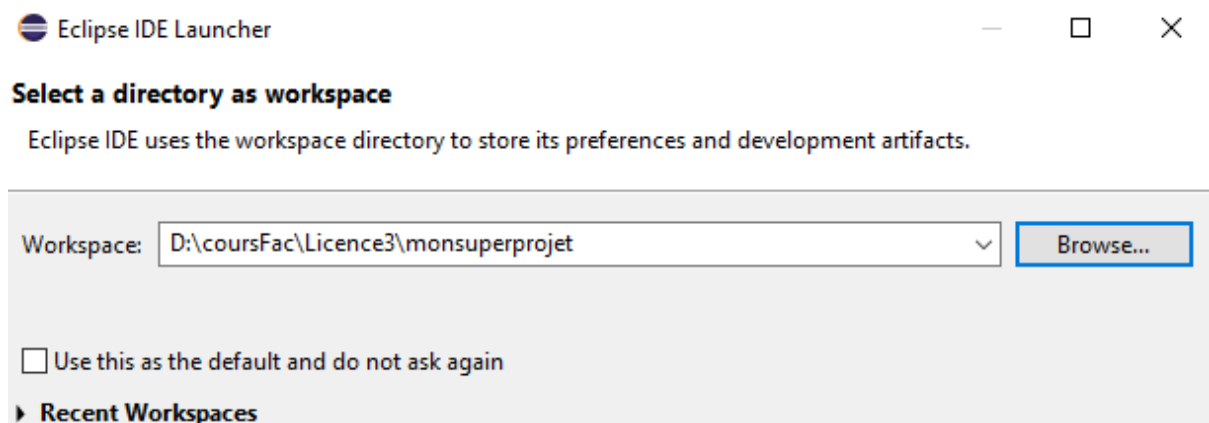 Eclipse IDE Launcher
Select a directory as workspace
Eclipse IDE uses the workspace directory to store its preferences and development artifacts.
Workspace: D:\coursFac\Licence3\monsuperprojet Browse...
Use this as the default and do not ask again
Recent Workspaces